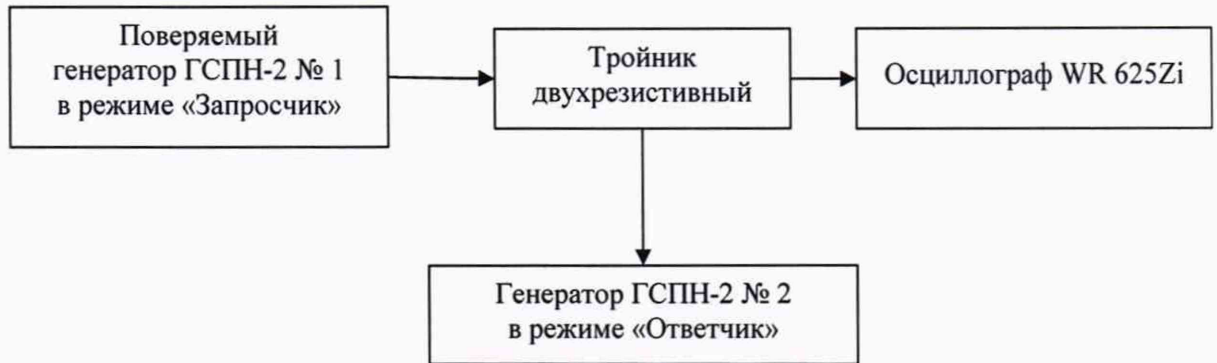 Поверяемый
генератор ГСПН-2 № 1
в режиме «Запросчик»
Тройник
двухрезистивный
Осциллограф WR 625Zi
Генератор ГСПН-2 № 2
в режиме «Ответчик»